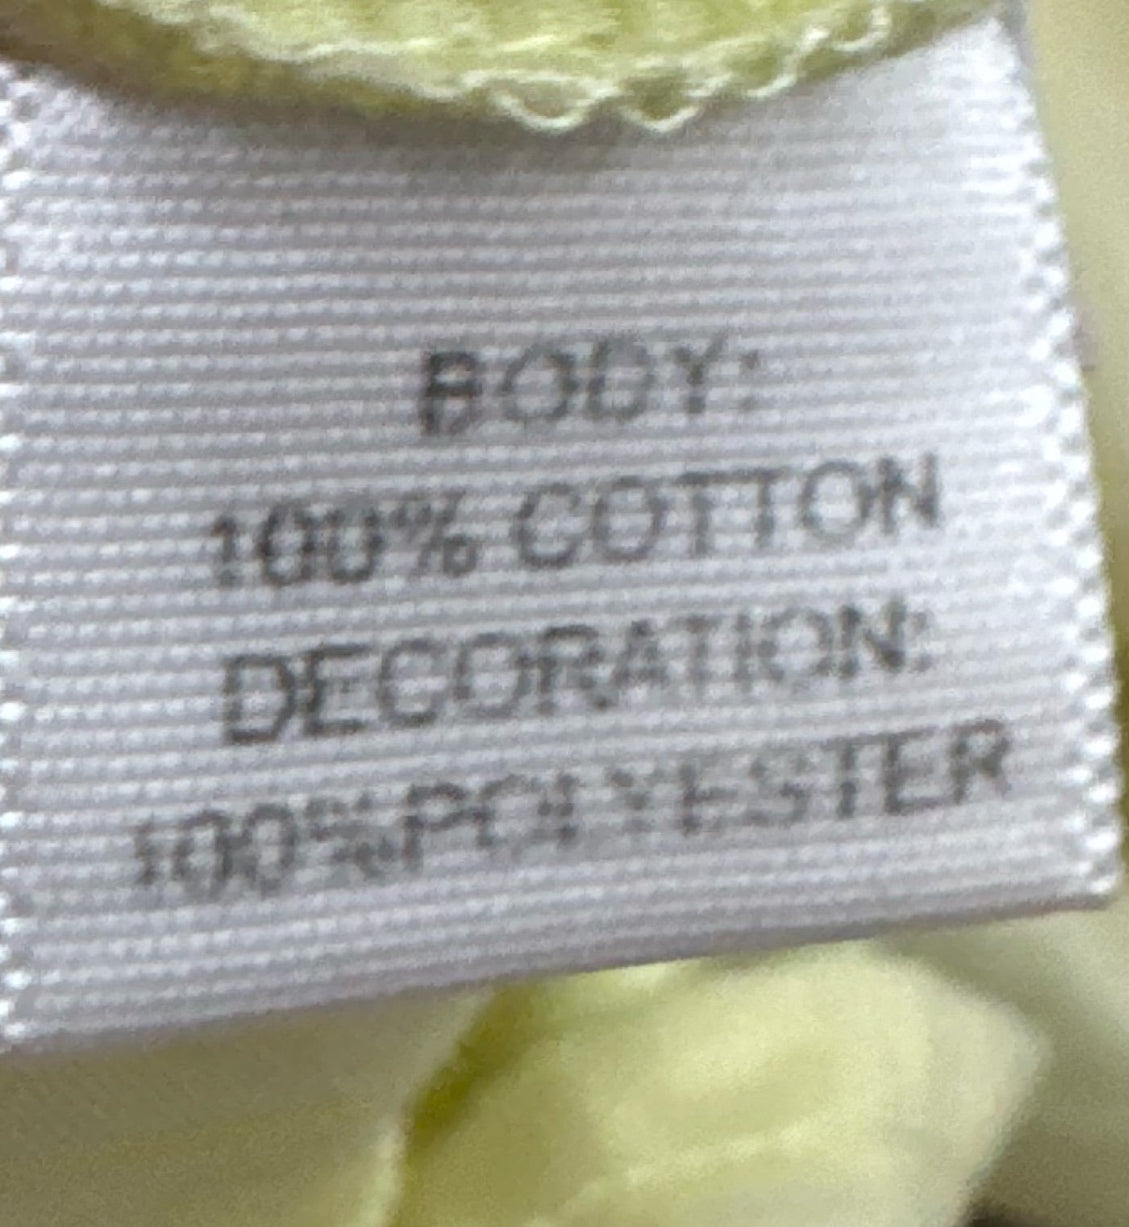 BODY:
100% COTTON
DECORATION:
100%POLYESTER